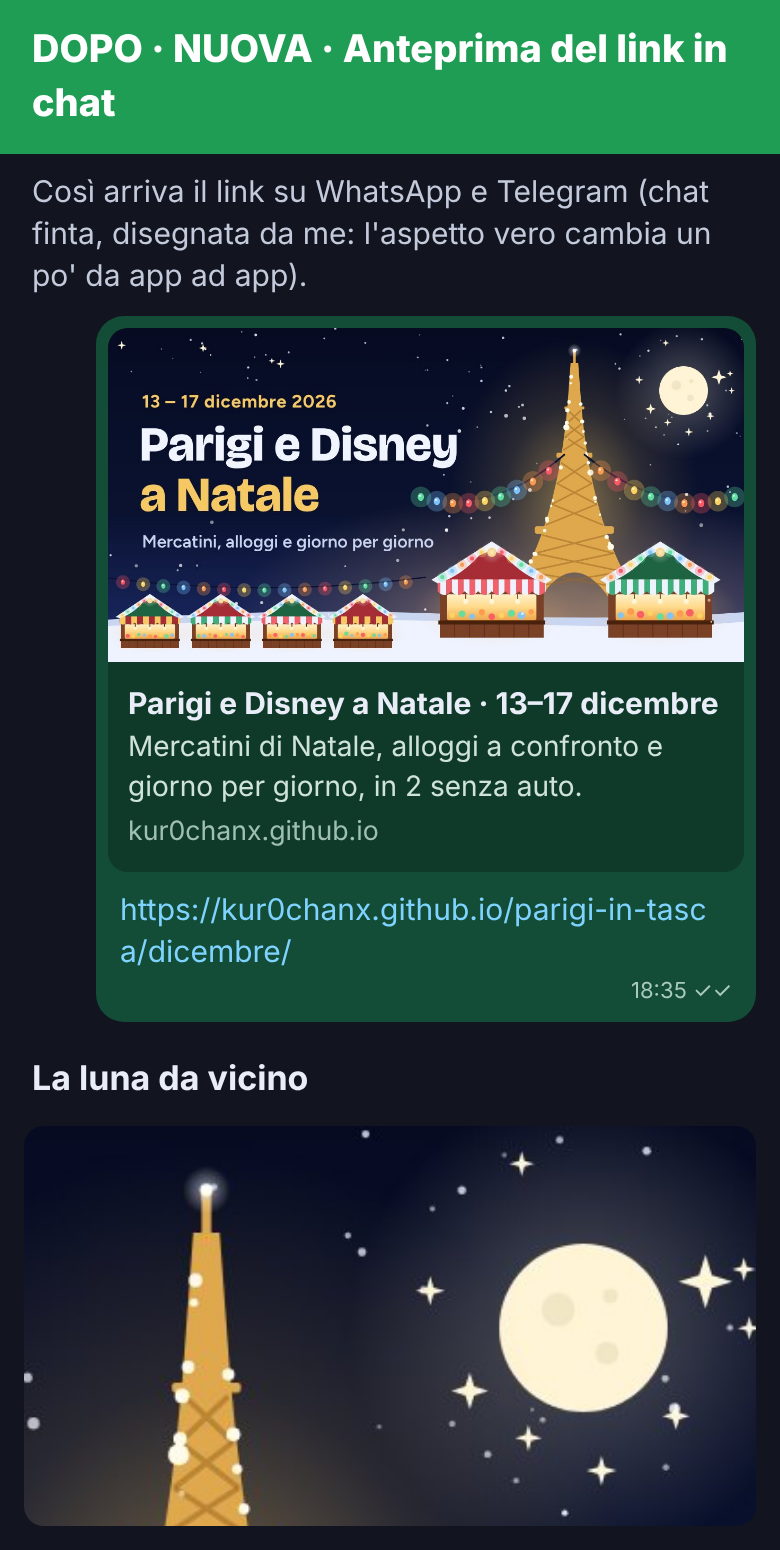 DOPO · NUOVA · Anteprima del link in
chat
Così arriva il link su WhatsApp e Telegram (chat
finta, disegnata da me: l'aspetto vero cambia un
po' da app ad app).
13 – 17 dicembre 2026
Parigi e Disney
a Natale
Mercatini, alloggi e giorno per giorno
Parigi e Disney a Natale · 13–17 dicembre
Mercatini di Natale, alloggi a confronto e
giorno per giorno, in 2 senza auto.
kur0chanx.github.io
https://kur0chanx.github.io/parigi-in-tasc
a/dicembre/
18:35 ✓✓
La luna da vicino